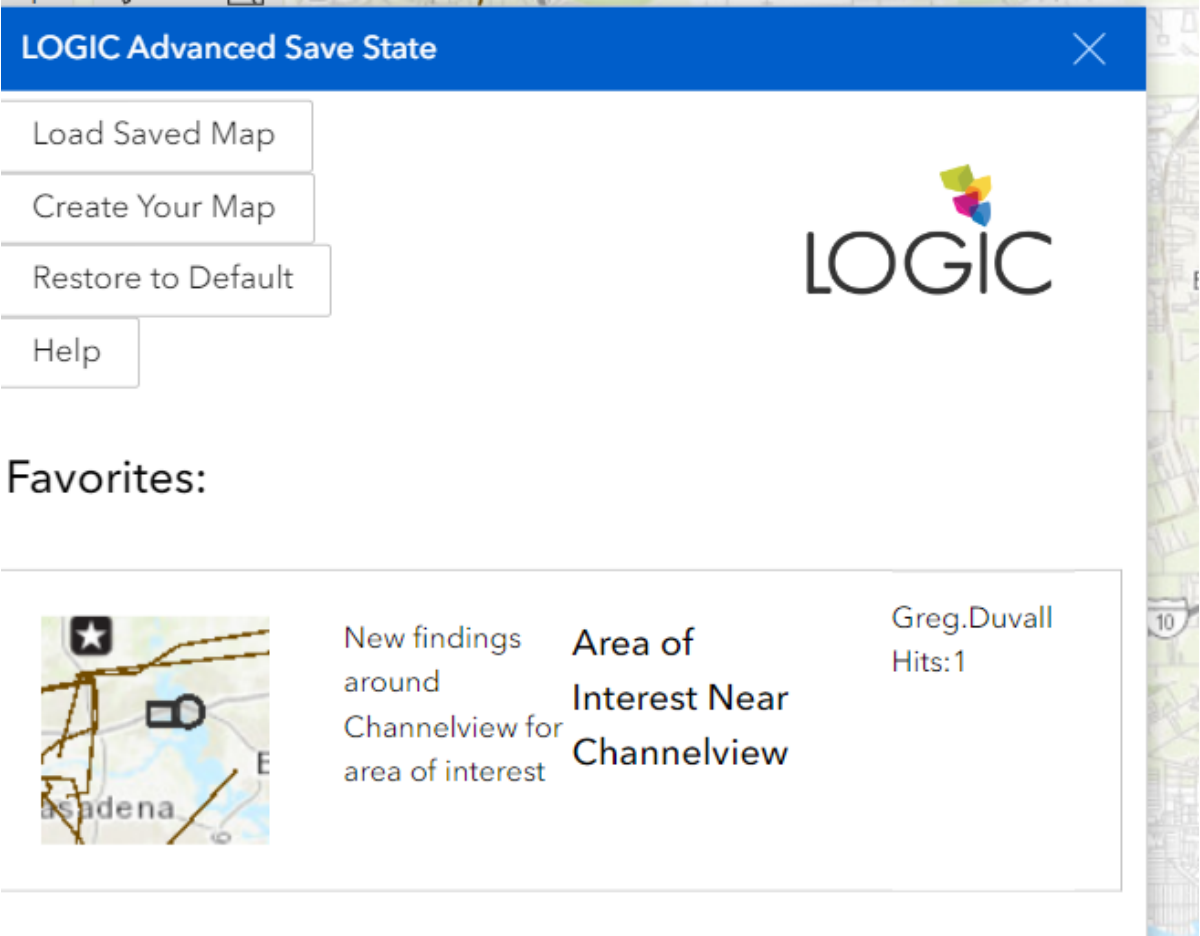 LOGIC Advanced Save State
Load Saved Map
Create Your Map
Restore to Default
Help
LOGIC
Favorites:
New findings
around
Channelview for
area of interest
Area of
Interest Near
Channelview
Greg.Duvall
Hits:1
asadena
E
10